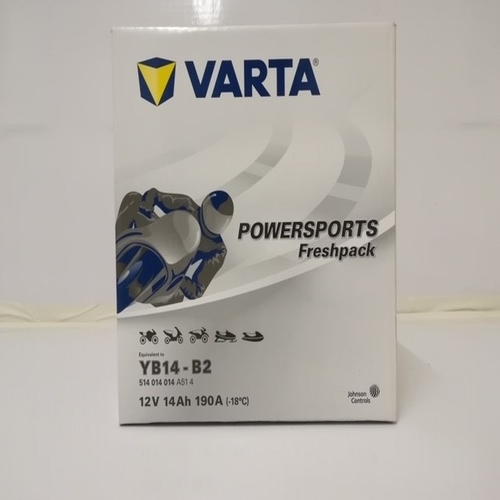 VARTA®
POWERSPORTS
Freshpack
Equivalent to
YB14 - B2
514 014 014 A51 4
12V 14Ah 190A (-18°C)
Johnson
Controls